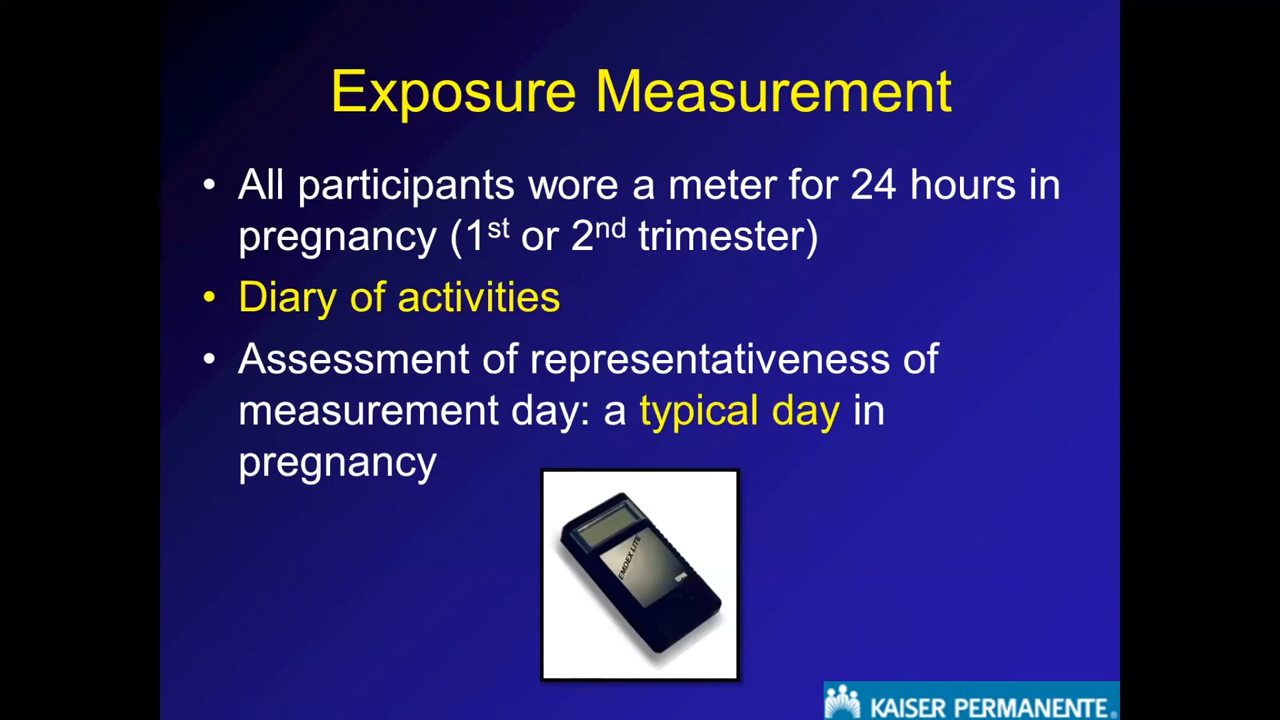 Exposure Measurement
• All participants wore a meter for 24 hours in
pregnancy (1st or 2nd trimester)
• Diary of activities
• Assessment of representativeness of
measurement day: a typical day in
pregnancy
EMDEX LITE
KAISER PERMANENTE®